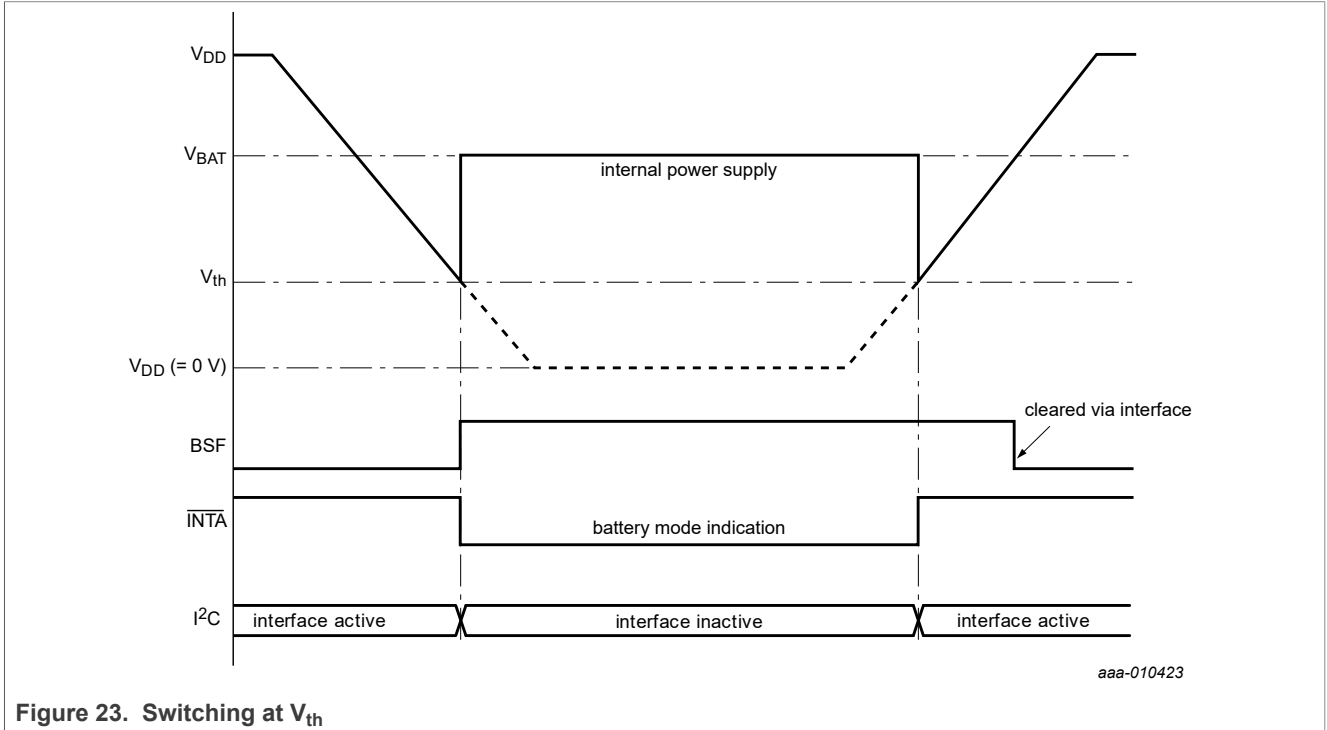 VDD
VBAT
internal power supply
Vth
VDD (= 0 V)
cleared via interface
BSF
INTA
battery mode indication
I2C
interface active
interface inactive
interface active
aaa-010423
Figure 23. Switching at Vth